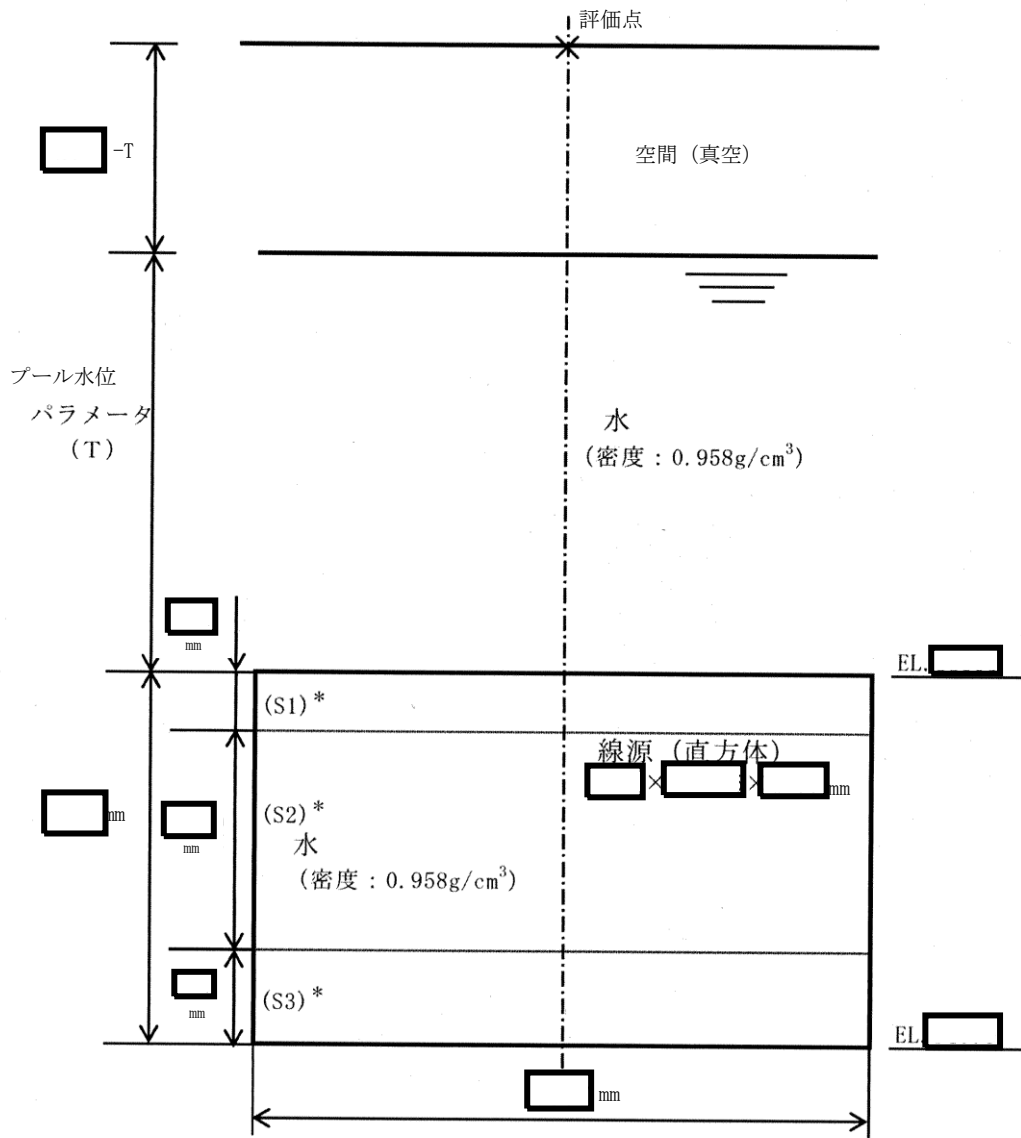 評価点
-T
空間（真空）
プール水位
パラメータ
(T)
水
(密度：0.958g/cm³)
mm
EL.
(S1)*
線源（直方体）
× × mm
mm
mm
(S2)*
水
(密度：0.958g/cm³)
mm
(S3)*
EL.
mm